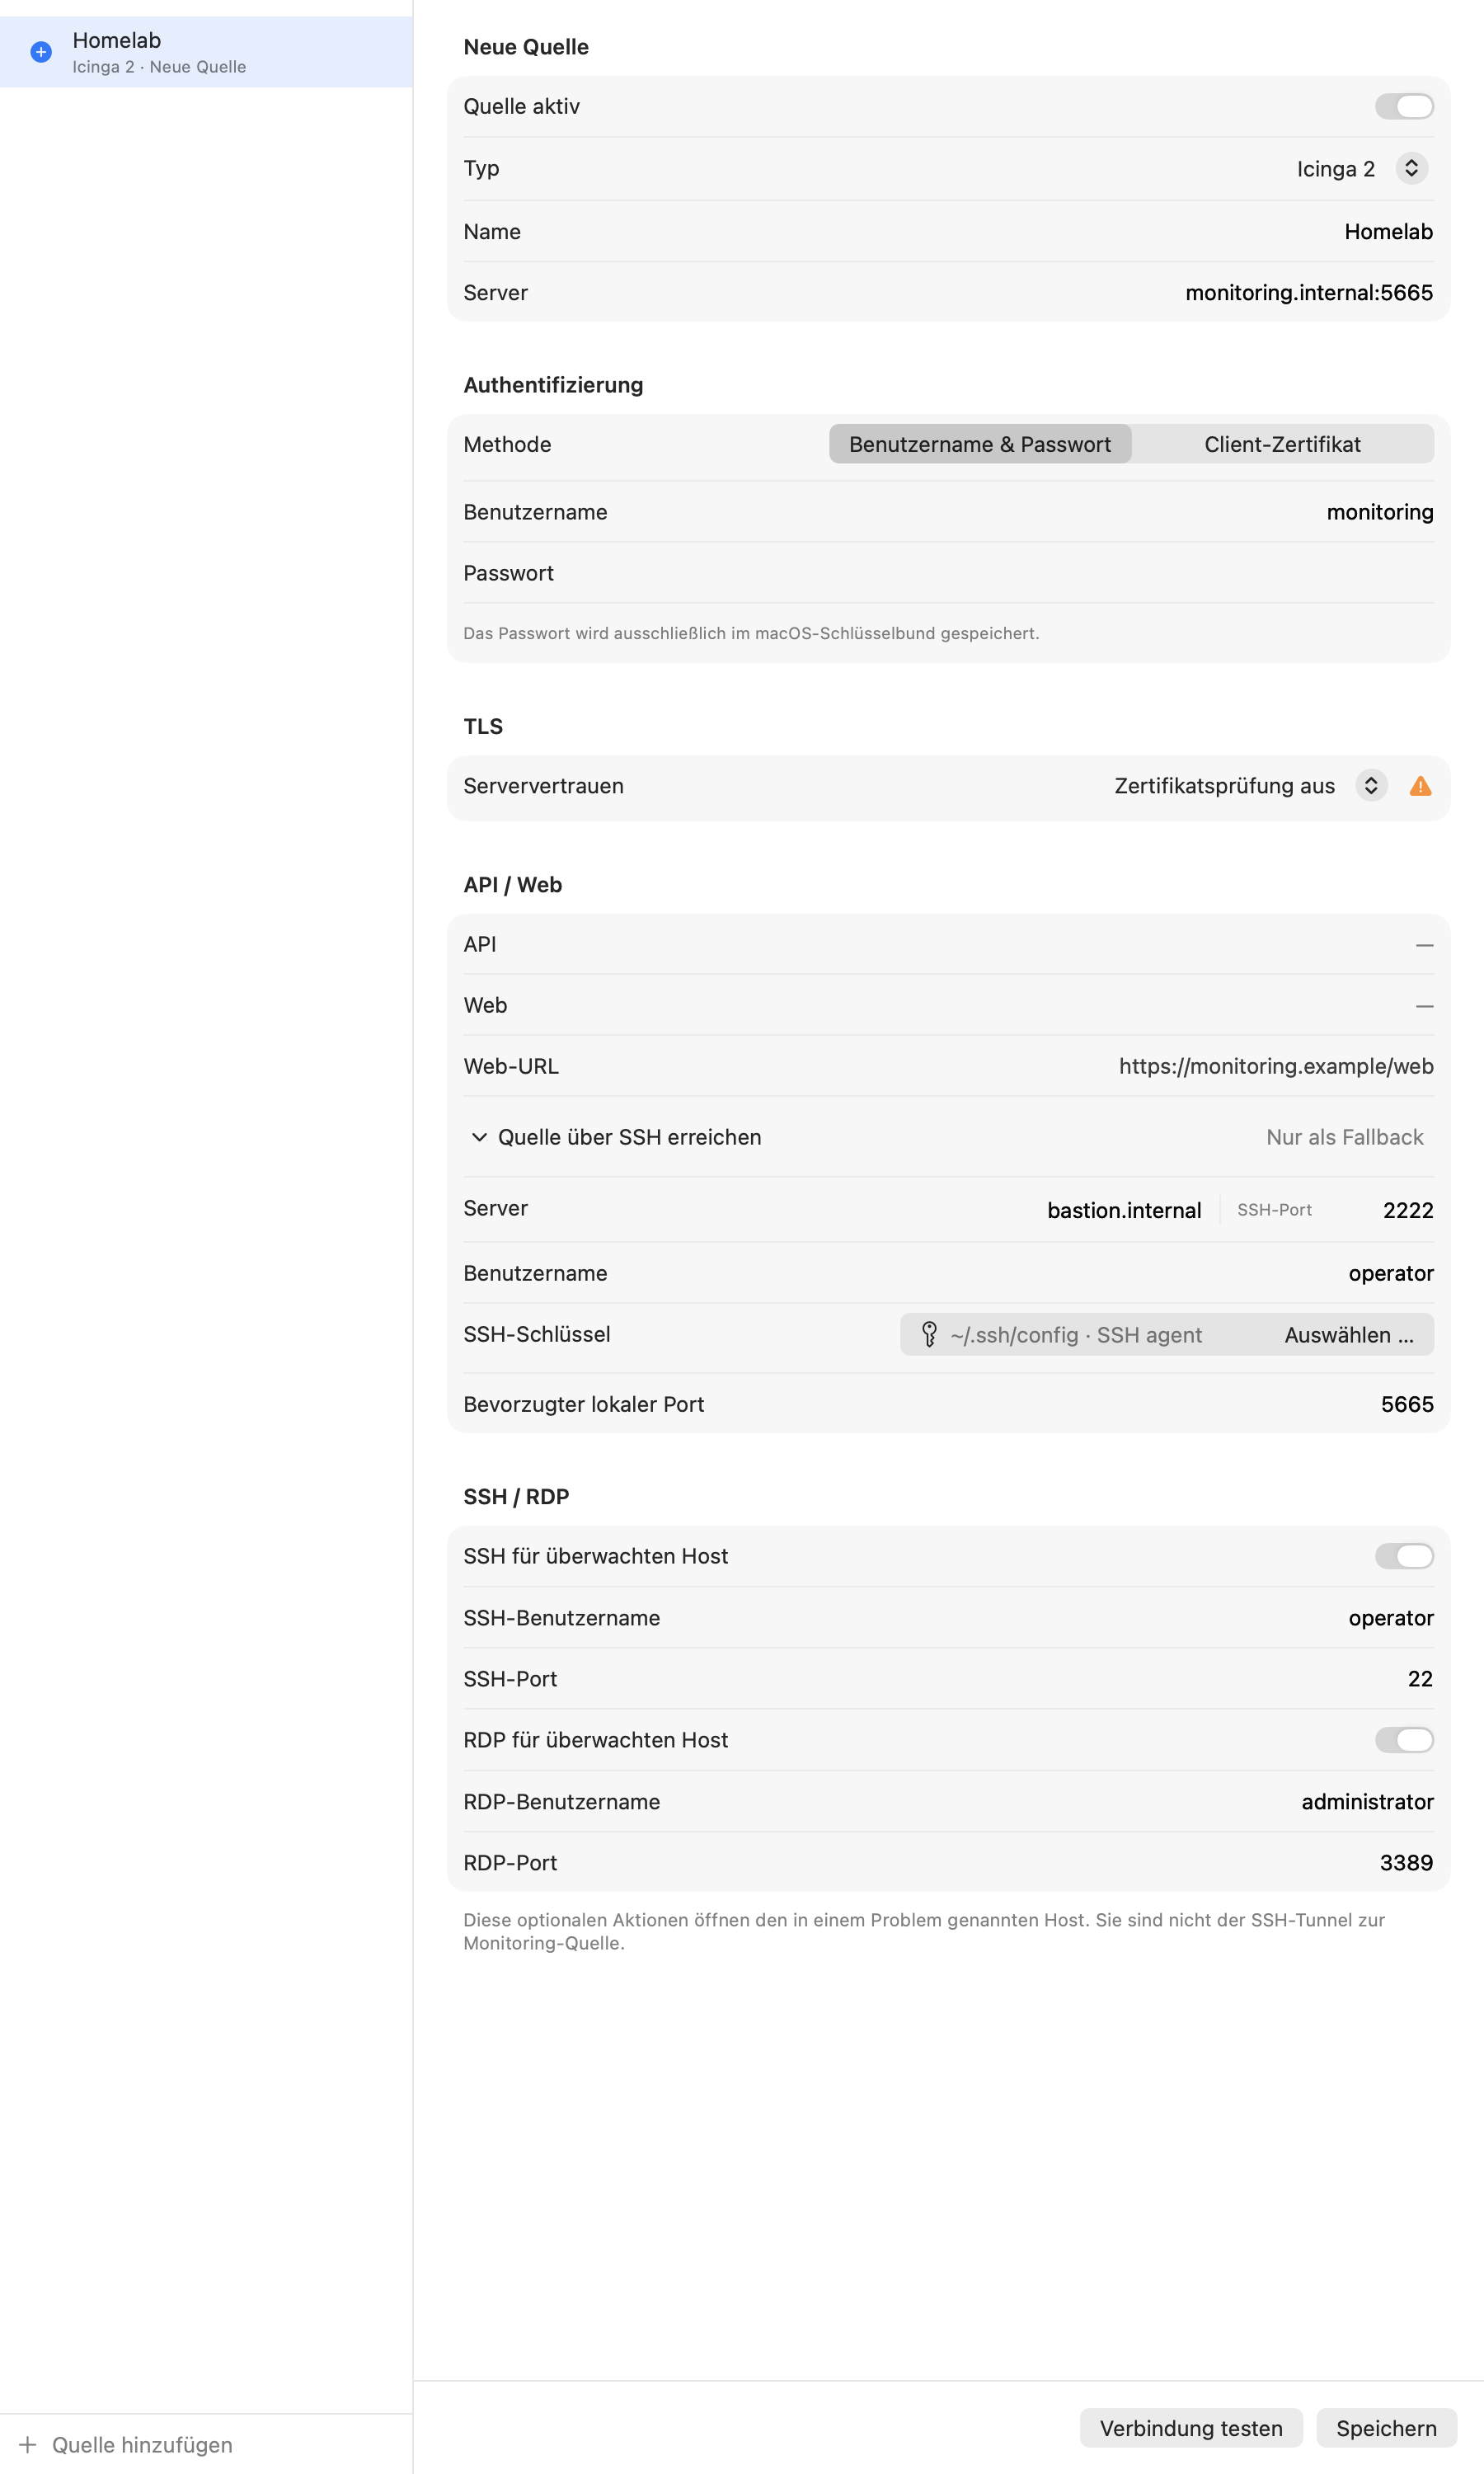 Homelab
Icinga 2 · Neue Quelle
Neue Quelle
Quelle aktiv
Typ Icinga 2
Name Homelab
Server monitoring.internal:5665
Authentifizierung
Methode Benutzername & Passwort Client-Zertifikat
Benutzername monitoring
Passwort
Das Passwort wird ausschließlich im macOS-Schlüsselbund gespeichert.
TLS
Serververtrauen Zertifikatsprüfung aus
API / Web
API —
Web —
Web-URL https://monitoring.example/web
Quelle über SSH erreichen Nur als Fallback
Server bastion.internal SSH-Port 2222
Benutzername operator
SSH-Schlüssel ~/.ssh/config · SSH agent Auswählen ...
Bevorzugter lokaler Port 5665
SSH / RDP
SSH für überwachten Host
SSH-Benutzername operator
SSH-Port 22
RDP für überwachten Host
RDP-Benutzername administrator
RDP-Port 3389
Diese optionalen Aktionen öffnen den in einem Problem genannten Host. Sie sind nicht der SSH-Tunnel zur
Monitoring-Quelle.
Verbindung testen Speichern
+ Quelle hinzufügen